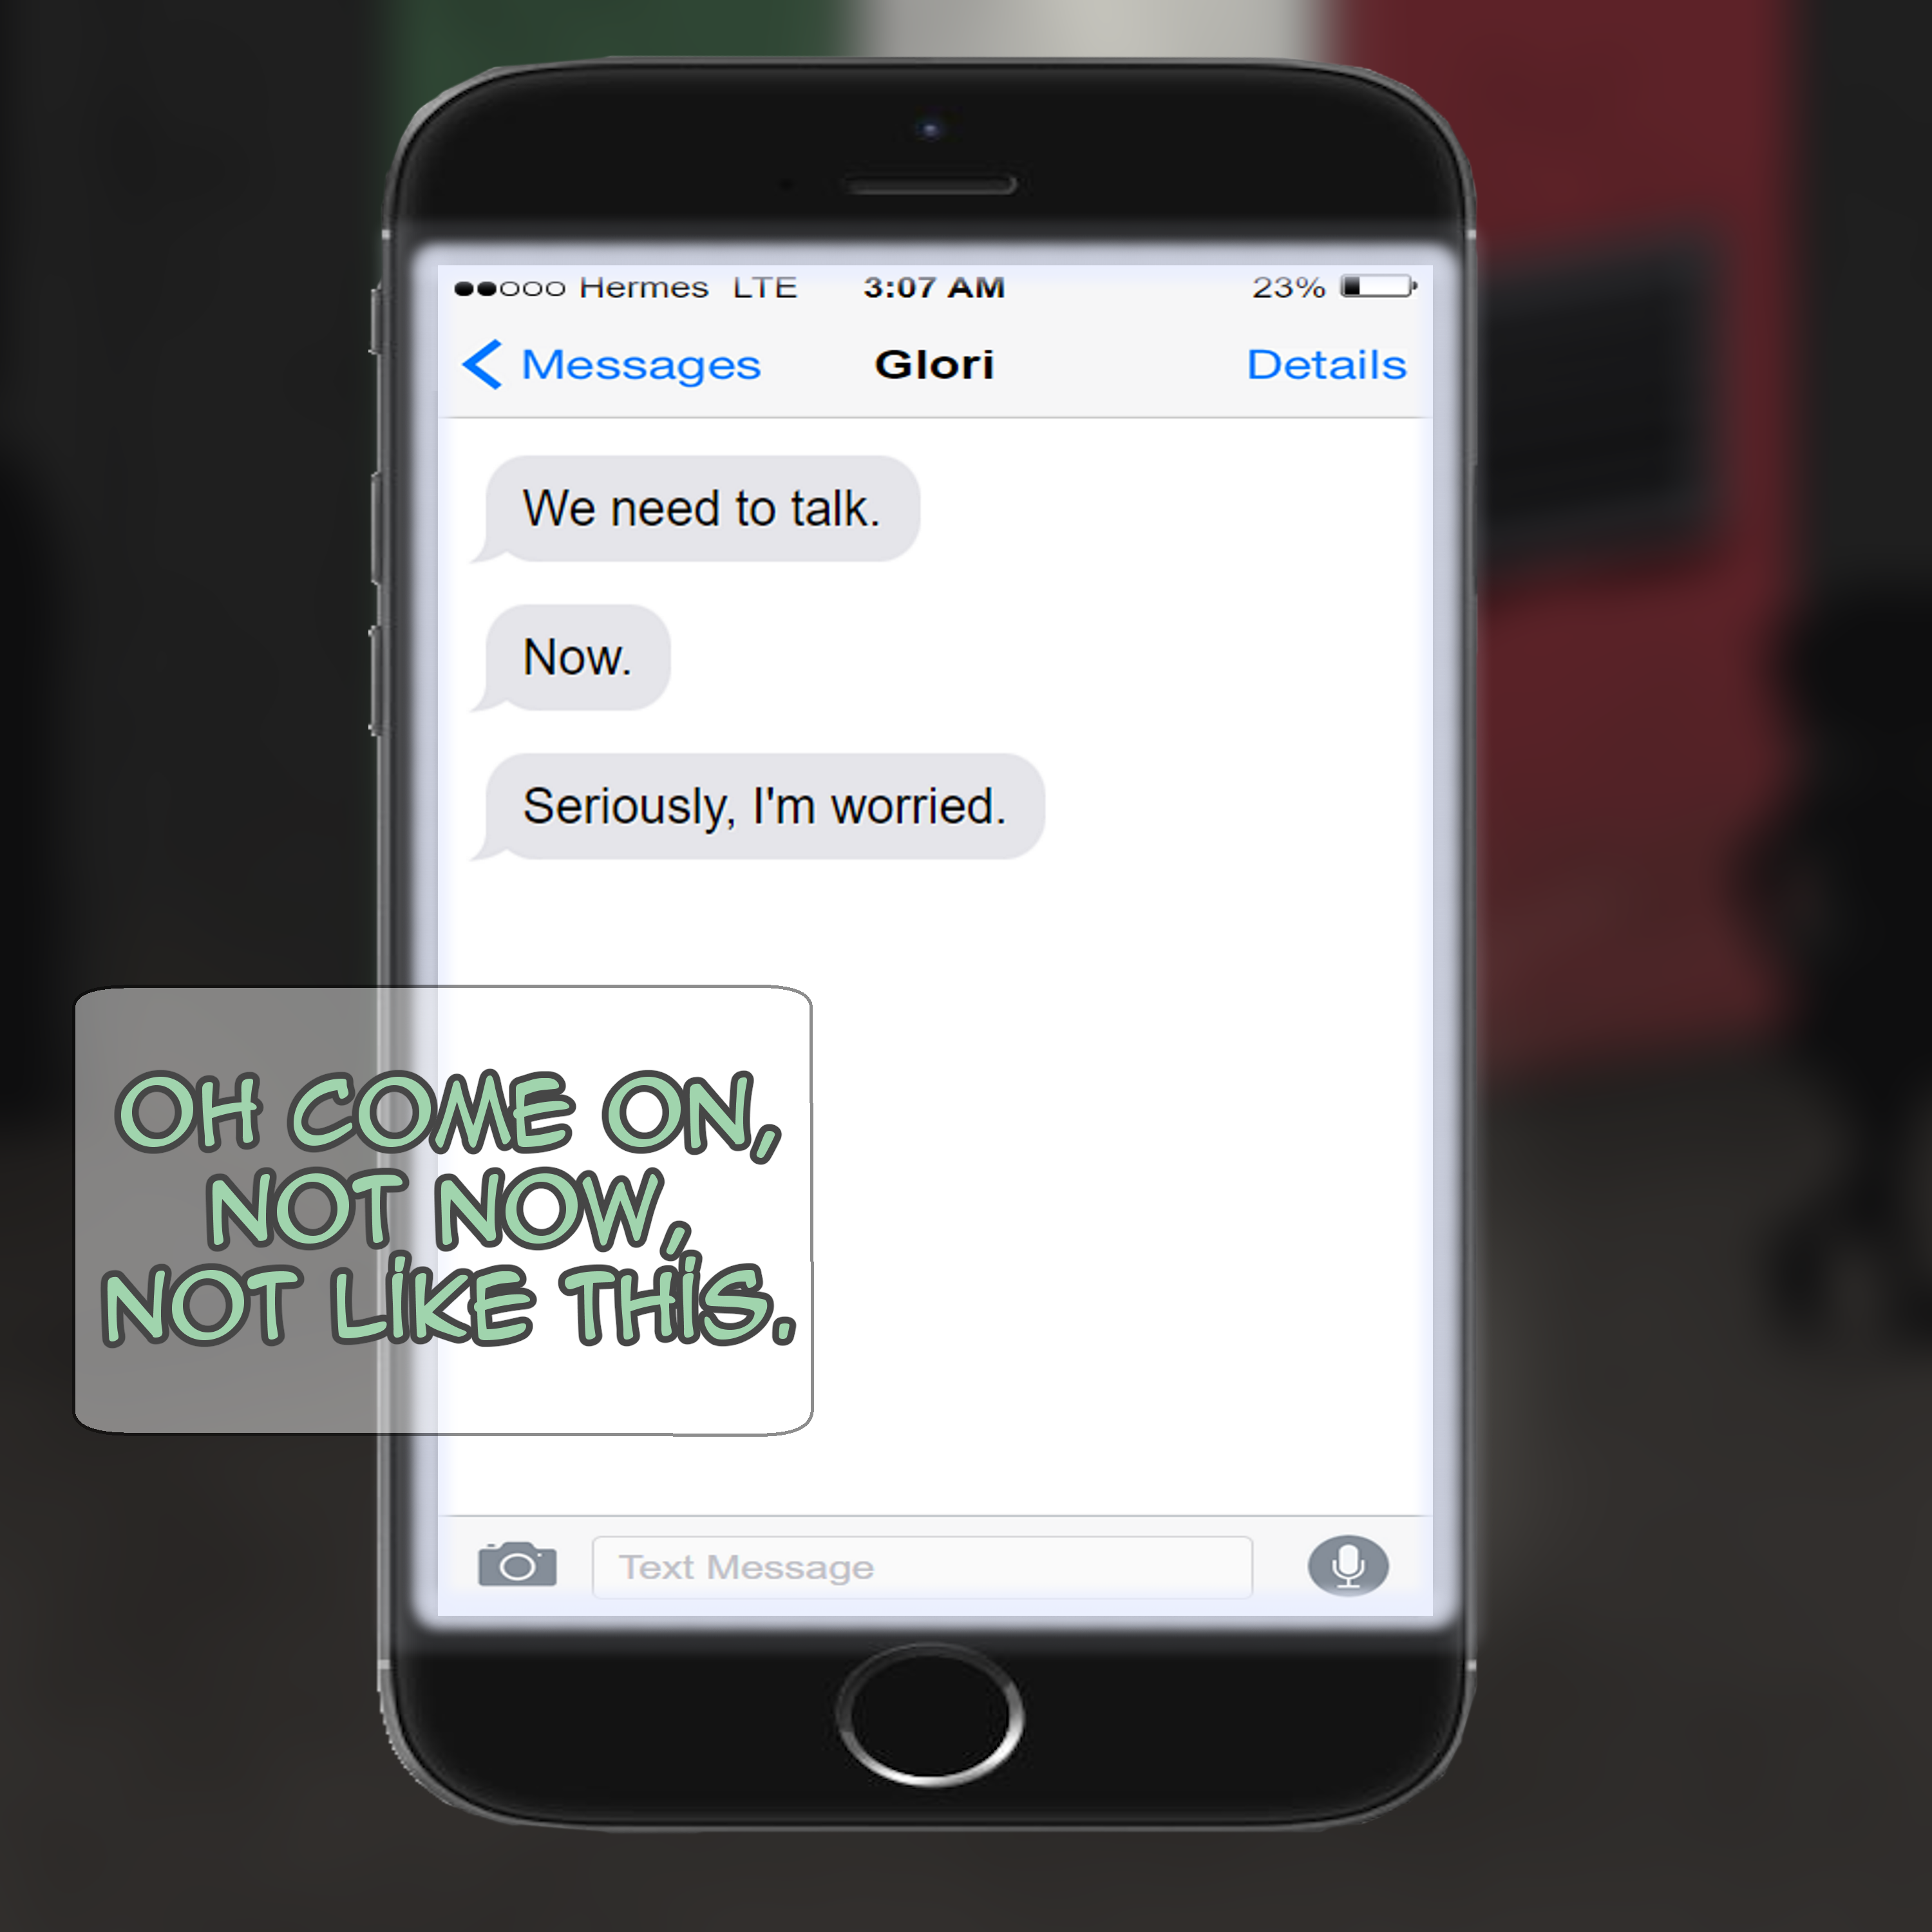 Hermes LTE 3:07 AM 23%
Messages Glori Details
We need to talk.
Now.
Seriously, I'm worried.
OH COME ON,
NOT NOW,
NOT LIKE THIS.
Text Message